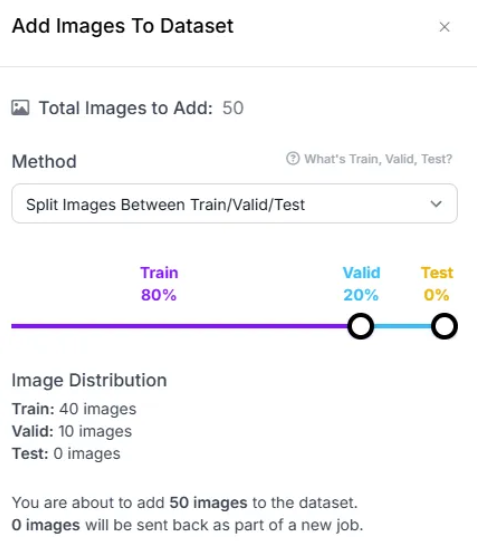 Add Images To Dataset
Total Images to Add: 50
Method
What's Train, Valid, Test?
Split Images Between Train/Valid/Test
Train Valid Test
80% 20% 0%
Image Distribution
Train: 40 images
Valid: 10 images
Test: 0 images
You are about to add 50 images to the dataset.
0 images will be sent back as part of a new job.